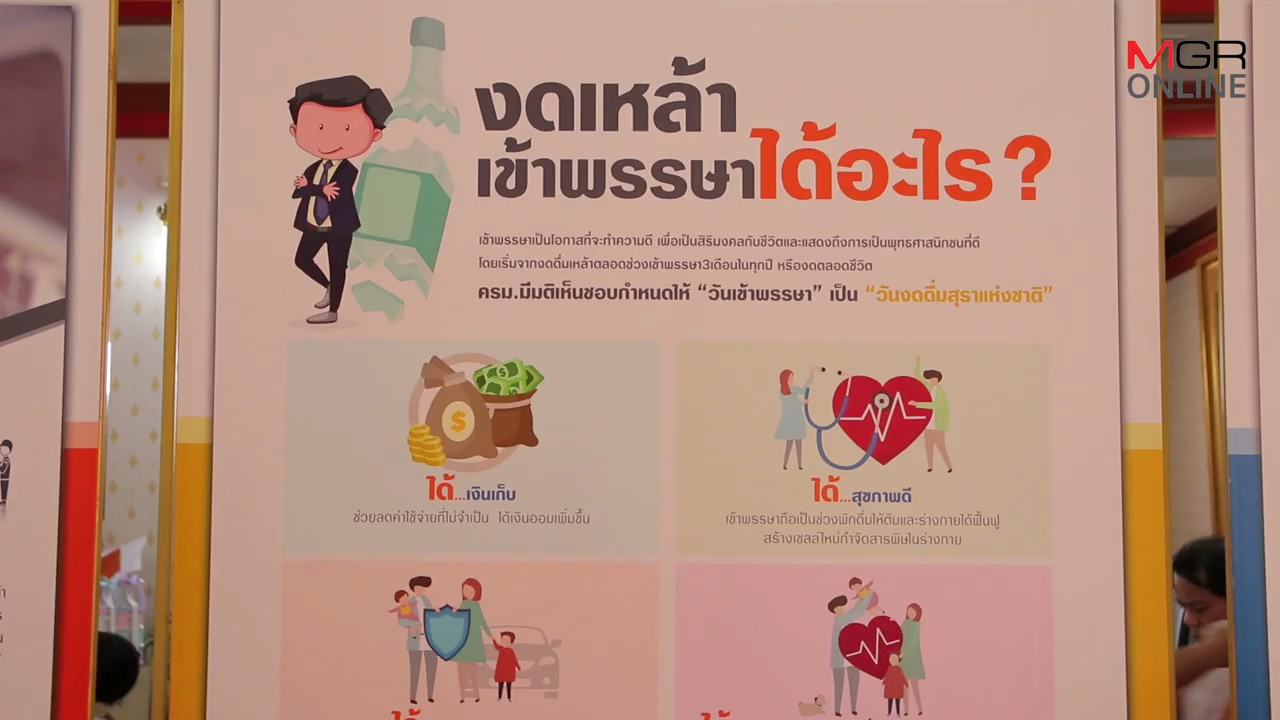 MGR
ONLINE
งดเหล้า
เข้าพรรษาได้อะไร?
เข้าพรรษาเป็นโอกาสที่จะทำความดี เพื่อเป็นสิริมงคลกับชีวิตและแสดงถึงการเป็นพุทธศาสนิกชนที่ดี
โดยเริ่มจากงดดื่มเหล้าตลอดช่วงเข้าพรรษา3เดือนในทุกปี หรืองดตลอดชีวิต
ครม.มีมติเห็นชอบกำหนดให้ “วันเข้าพรรษา” เป็น “วันงดดื่มสุราแห่งชาติ”
ได้...เงินเก็บ
ช่วยลดค่าใช้จ่ายที่ไม่จำเป็น ได้เงินออมเพิ่มขึ้น
ได้...สุขภาพดี
เข้าพรรษาถือเป็นช่วงพักดื่มให้ตับและร่างกายได้ฟื้นฟู
สร้างเซลล์ใหม่กำจัดสารพิษในร่างกาย